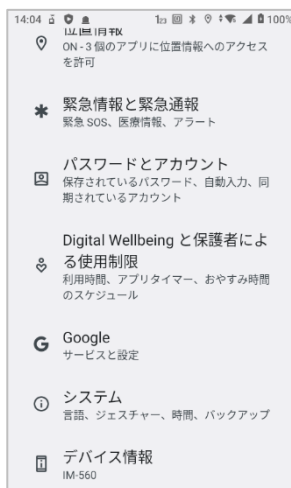 14:04 100%
位置情報
ON - 3 個のアプリに位置情報へのアクセス
を許可
緊急情報と緊急通報
緊急 SOS、医療情報、アラート
パスワードとアカウント
保存されているパスワード、自動入力、同
期されているアカウント
Digital Wellbeing と保護者によ
る使用制限
利用時間、アプリタイマー、おやすみ時間
のスケジュール
Google
サービスと設定
システム
言語、ジェスチャー、時間、バックアップ
デバイス情報
IM-560